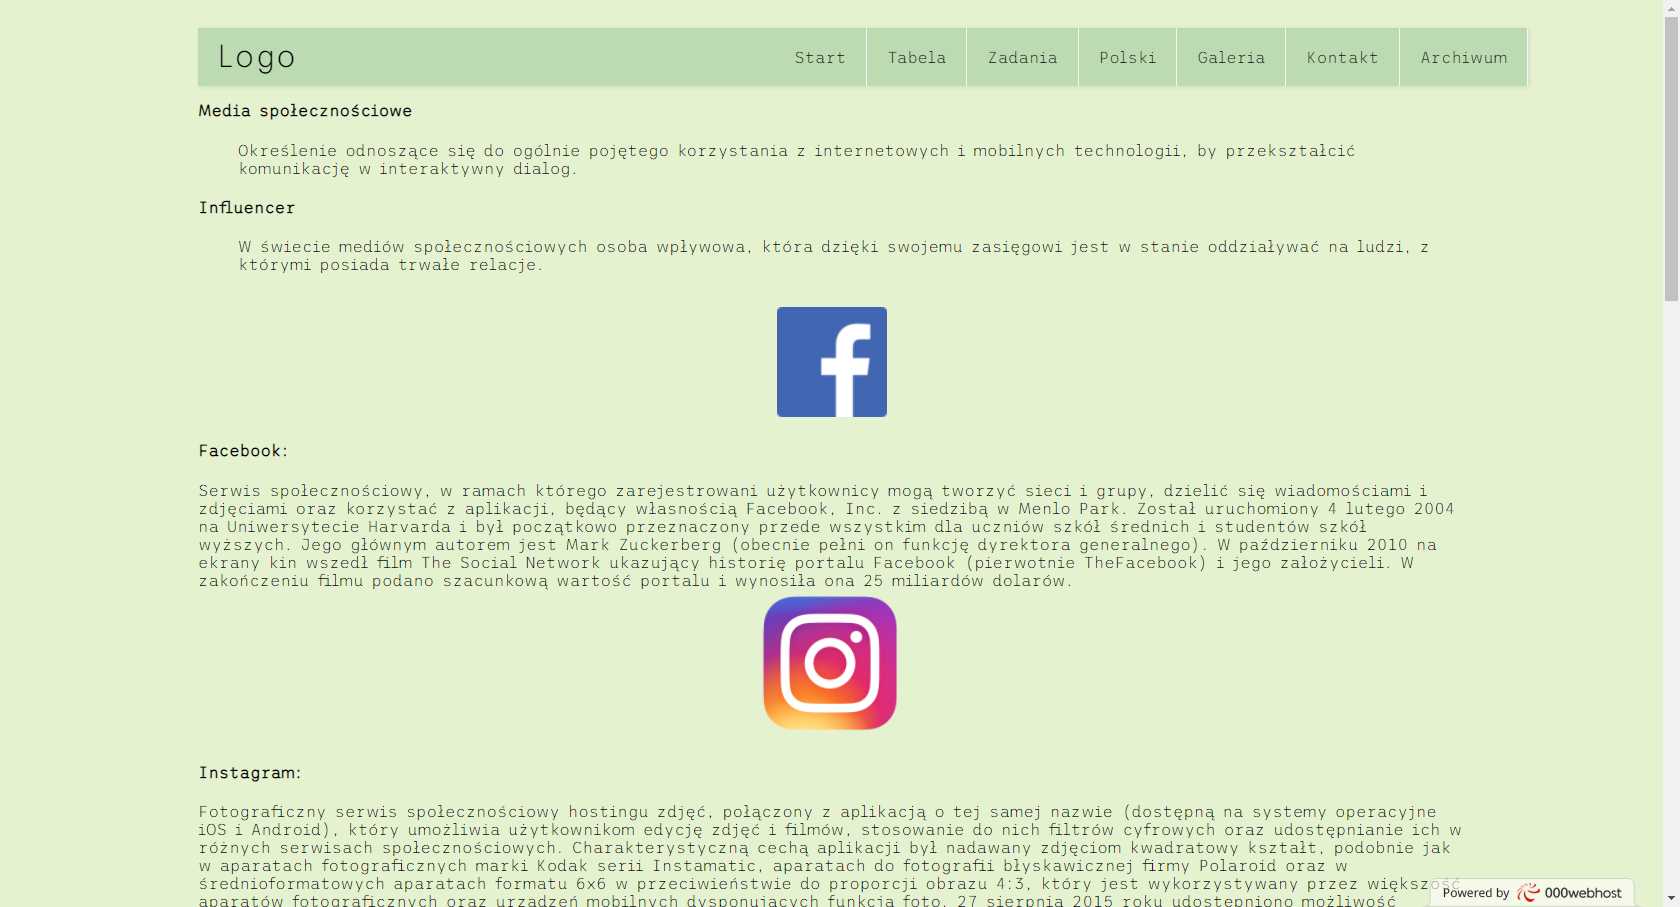 Logo
Start
Tabela
Zadania
Polski
Galeria
Kontakt
Archiwum
Media społecznościowe
Określenie odnoszące się do ogólnie pojętego korzystania z internetowych i mobilnych technologii, by przekształcić
komunikację w interaktywny dialog.
Influencer
W świecie mediów społecznościowych osoba wpływowa, która dzięki swojemu zasięgowi jest w stanie oddziaływać na ludzi, z
którymi posiada trwałe relacje.
Facebook:
Serwis społecznościowy, w ramach którego zarejestrowani użytkownicy mogą tworzyć sieci i grupy, dzielić się wiadomościami i
zdjęciami oraz korzystać z aplikacji, będący własnością Facebook, Inc. z siedzibą w Menlo Park. Został uruchomiony 4 lutego 2004
na Uniwersytecie Harvarda i był początkowo przeznaczony przede wszystkim dla uczniów szkół średnich i studentów szkół
wyższych. Jego głównym autorem jest Mark Zuckerberg (obecnie pełni on funkcję dyrektora generalnego). W październiku 2010 na
ekrany kin wszedł film The Social Network ukazujący historię portalu Facebook (pierwotnie TheFacebook) i jego założycieli. W
zakończeniu filmu podano szacunkową wartość portalu i wynosiła ona 25 miliardów dolarów.
Instagram:
Fotograficzny serwis społecznościowy hostingu zdjęć, połączony z aplikacją o tej samej nazwie (dostępną na systemy operacyjne
iOS i Android), który umożliwia użytkownikom edycję zdjęć i filmów, stosowanie do nich filtrów cyfrowych oraz udostępnianie ich w
różnych serwisach społecznościowych. Charakterystyczną cechą aplikacji był nadawany zdjęciom kwadratowy kształt, podobnie jak
w aparatach fotograficznych marki Kodak serii Instamatic, aparatach do fotografii błyskawicznej firmy Polaroid oraz w
średnioformatowych aparatach formatu 6x6 w przeciwieństwie do proporcji obrazu 4:3, który jest wykorzystywany przez większość
aparatów fotograficznych oraz urządzeń mobilnych dysponujących funkcją foto. 27 sierpnia 2015 roku udostępniono możliwość
Powered by 000webhost